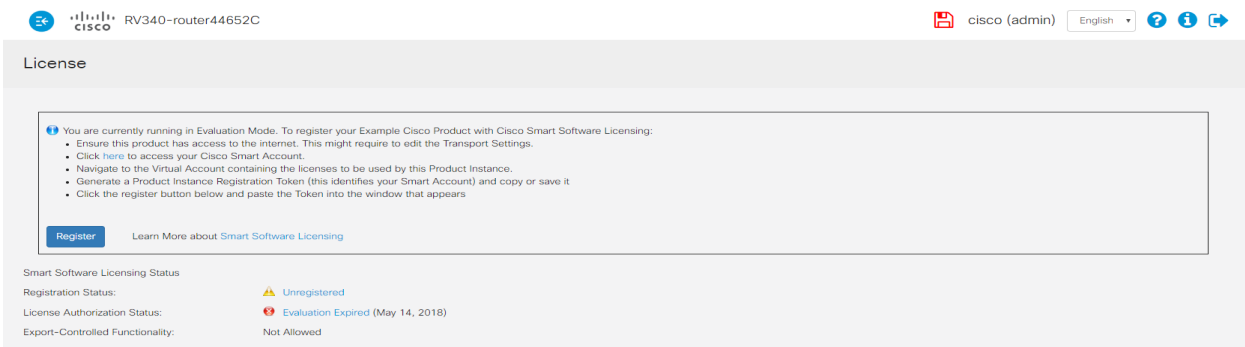 cisco RV340-router44652C cisco (admin) English
License
You are currently running in Evaluation Mode. To register your Example Cisco Product with Cisco Smart Software Licensing:
• Ensure this product has access to the internet. This might require to edit the Transport Settings.
• Click here to access your Cisco Smart Account.
• Navigate to the Virtual Account containing the licenses to be used by this Product Instance.
• Generate a Product Instance Registration Token (this identifies your Smart Account) and copy or save it
• Click the register button below and paste the Token into the window that appears
Register Learn More about Smart Software Licensing
Smart Software Licensing Status
Registration Status: Unregistered
License Authorization Status: Evaluation Expired (May 14, 2018)
Export-Controlled Functionality: Not Allowed